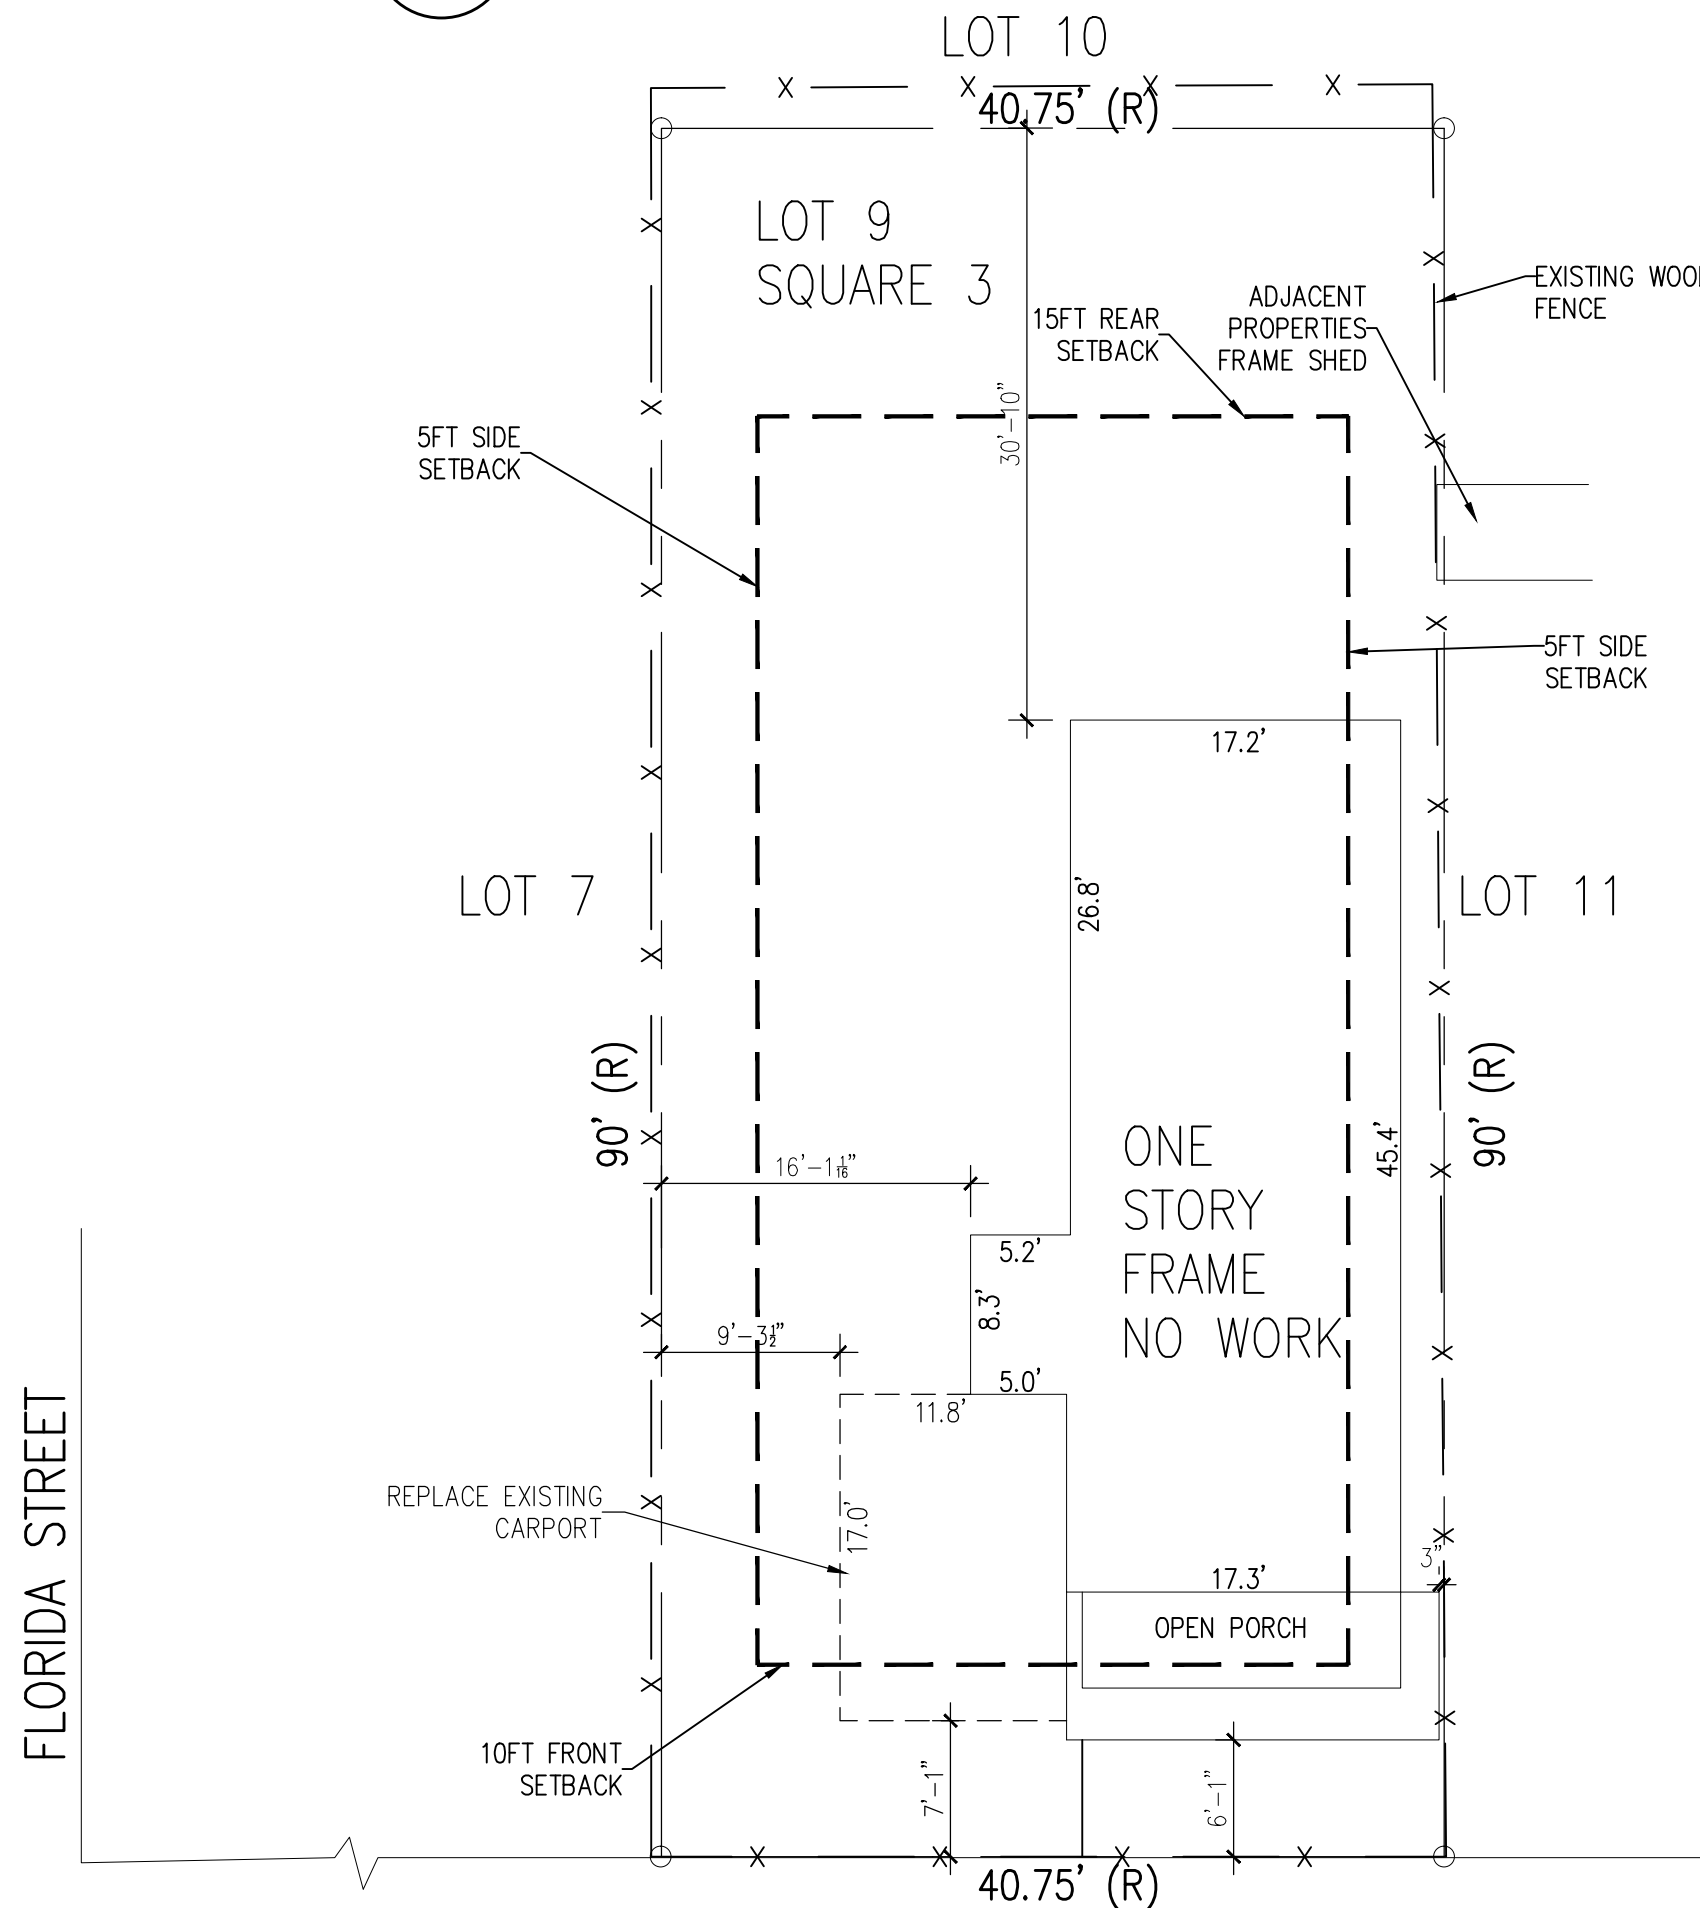 LOT 10
40.75' (R)
LOT 9
SQUARE 3
15FT REAR
SETBACK
ADJACENT
PROPERTIES
FRAME SHED
EXISTING
FENCE
30'-10"
5FT SIDE
SETBACK
5FT SIDE
SETBACK
17.2'
26.8'
LOT 7
LOT 11
90' (R)
90' (R)
45.4'
ONE
STORY
FRAME
NO WORK
16'-1 1/16"
5.2'
8.3'
9'-3 1/2"
5.0'
11.8'
REPLACE EXISTING
CARPORT
17.0'
3"
17.3'
OPEN PORCH
FLORIDA STREET
10FT FRONT
SETBACK
7'-1"
6'-1"
40.75' (R)